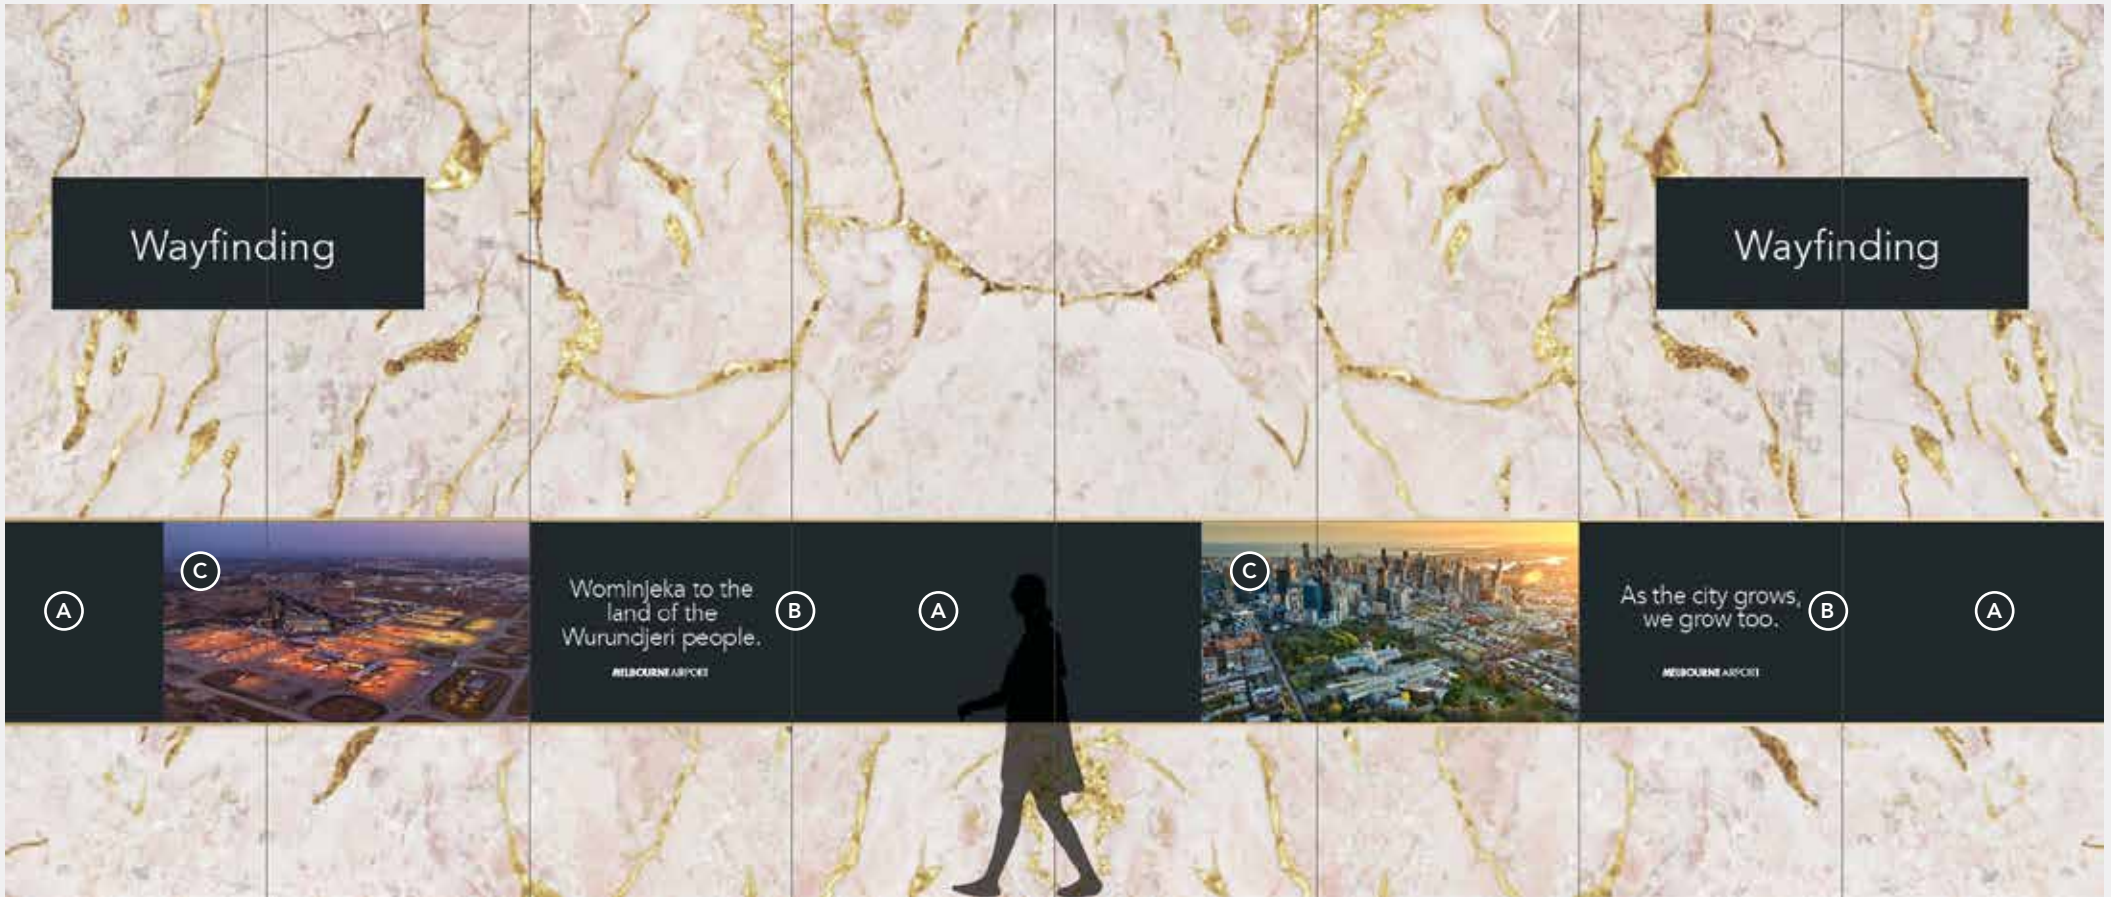 Wayfinding
Wayfinding
A
C
Wominjeka to the
land of the
Wurundjeri people.
MELBOURNE AIRPORT
B
A
C
As the city grows,
we grow too.
MELBOURNE AIRPORT
B
A